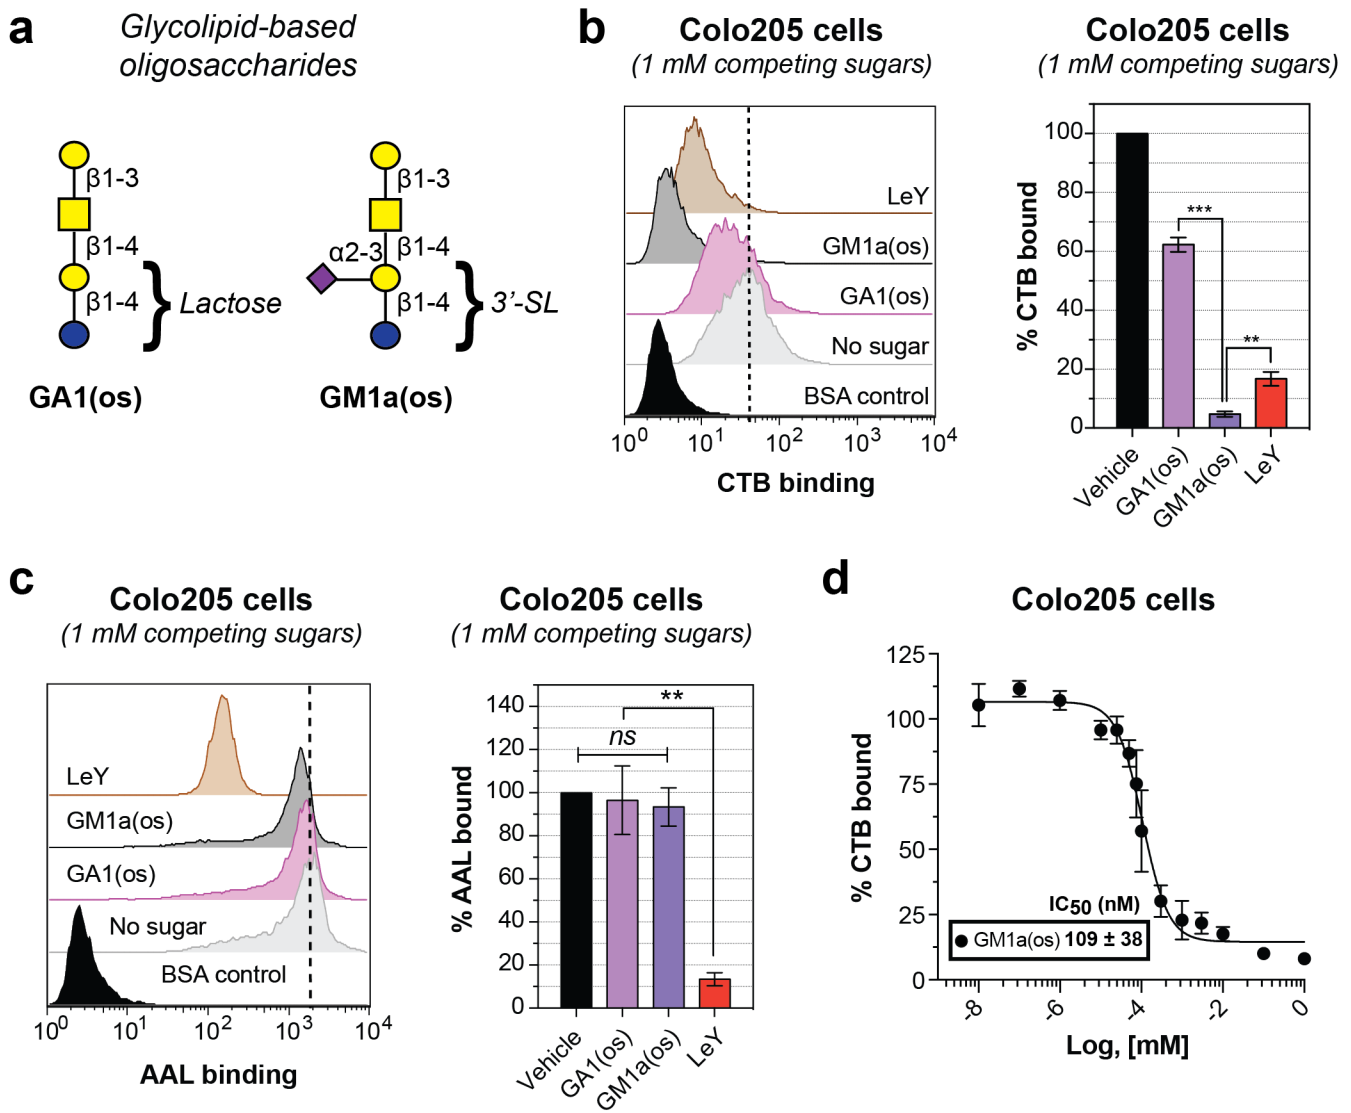 a
Glycolipid-based
oligosaccharides
β1-3
β1-4
β1-4
Lactose
GA1(os)
β1-3
α2-3
β1-4
β1-4
3'-SL
GM1a(os)
b
Colo205 cells
(1 mM competing sugars)
LeY
GM1a(os)
GA1(os)
No sugar
BSA control
10^0 10^1 10^2 10^3 10^4
CTB binding
Colo205 cells
(1 mM competing sugars)
% CTB bound
100
80
60
40
20
0
***
**
Vehicle
GA1(os)
GM1a(os)
LeY
c
Colo205 cells
(1 mM competing sugars)
LeY
GM1a(os)
GA1(os)
No sugar
BSA control
10^0 10^1 10^2 10^3 10^4
AAL binding
Colo205 cells
(1 mM competing sugars)
% AAL bound
140
120
100
80
60
40
20
0
**
ns
Vehicle
GA1(os)
GM1a(os)
LeY
d
Colo205 cells
% CTB bound
125
100
75
50
25
0
IC50 (nM)
GM1a(os) 109 ± 38
-8 -6 -4 -2 0
Log, [mM]